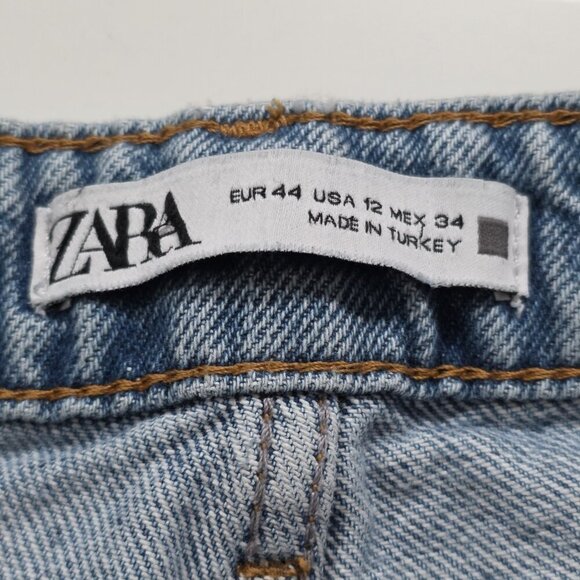 ZARA
EUR 44 USA 12 MEX 34
MADE IN TURKEY